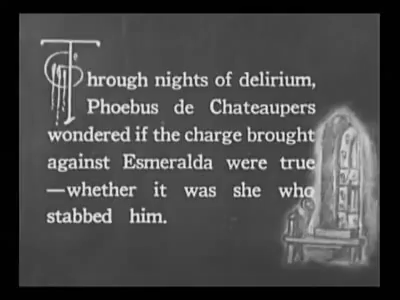 Through nights of delirium,
Phoebus de Chateaupers
wondered if the charge brought
against Esmeralda were true
—whether it was she who
stabbed him.